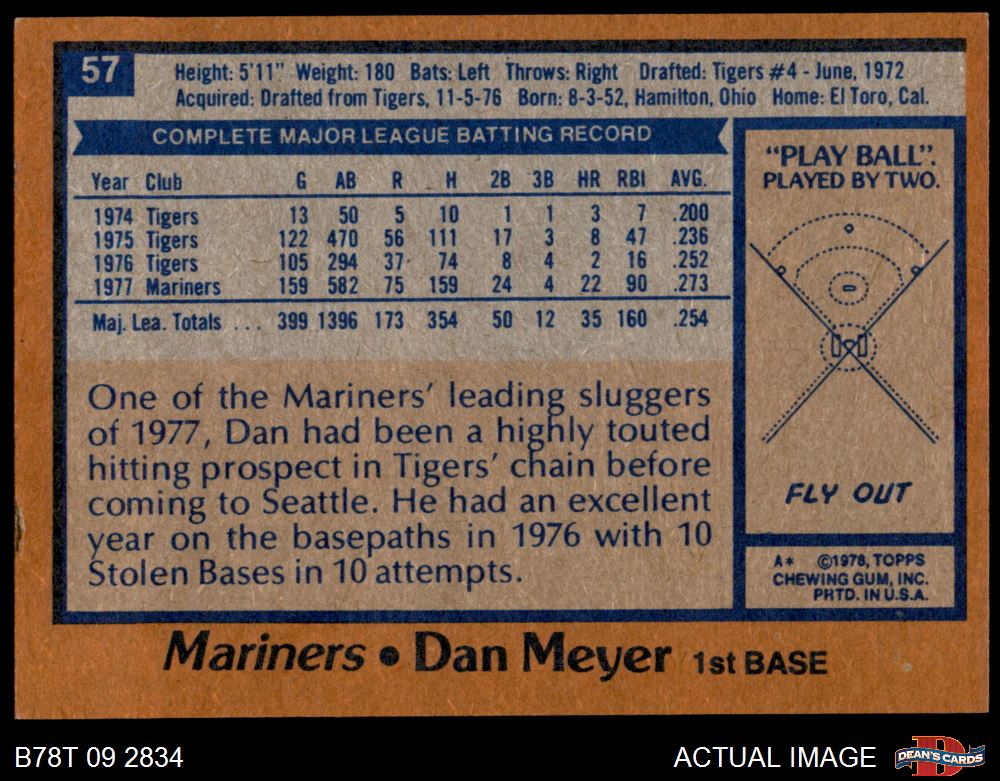 57
Height: 5'11" Weight: 180 Bats: Left Throws: Right Drafted: Tigers #4 - June, 1972
Acquired: Drafted from Tigers, 11-5-76 Born: 8-3-52, Hamilton, Ohio Home: El Toro, Cal.
COMPLETE MAJOR LEAGUE BATTING RECORD
Year Club G AB R H 2B 3B HR RBI AVG.
1974 Tigers 13 50 5 10 1 1 3 7 .200
1975 Tigers 122 470 56 111 17 3 8 47 .236
1976 Tigers 105 294 37 74 8 4 2 16 .252
1977 Mariners 159 582 75 159 24 4 22 90 .273
Maj. Lea. Totals ... 399 1396 173 354 50 12 35 160 .254
One of the Mariners' leading sluggers
of 1977, Dan had been a highly touted
hitting prospect in Tigers' chain before
coming to Seattle. He had an excellent
year on the basepaths in 1976 with 10
Stolen Bases in 10 attempts.
"PLAY BALL".
PLAYED BY TWO.
FLY OUT
A* ©1978, TOPPS
CHEWING GUM, INC.
PRTD. IN U.S.A.
Mariners • Dan Meyer 1st BASE
B78T 09 2834
ACTUAL IMAGE
D
DEAN'S CARDS